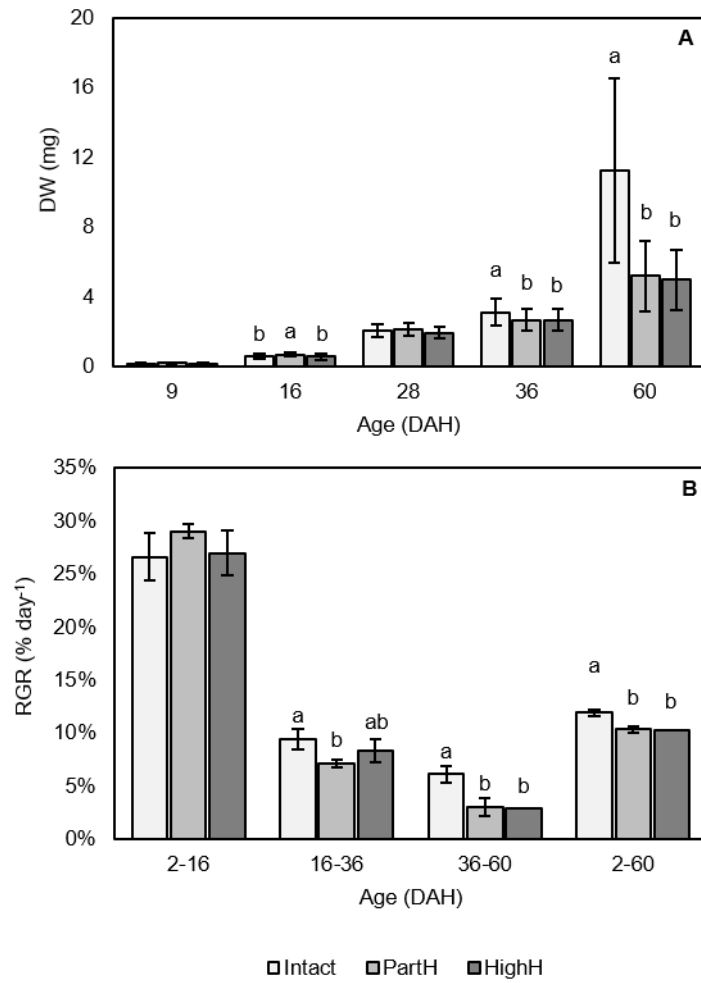 20
A
a
16
12
DW (mg)
8
b b
a b b
4
b a b
0
9 16 28 36 60
Age (DAH)
35%
B
30%
25%
20%
RGR (% day⁻¹)
15%
a
b b
10%
a b ab
a
5%
b b
0%
2-16 16-36 36-60 2-60
Age (DAH)
Intact PartH HighH